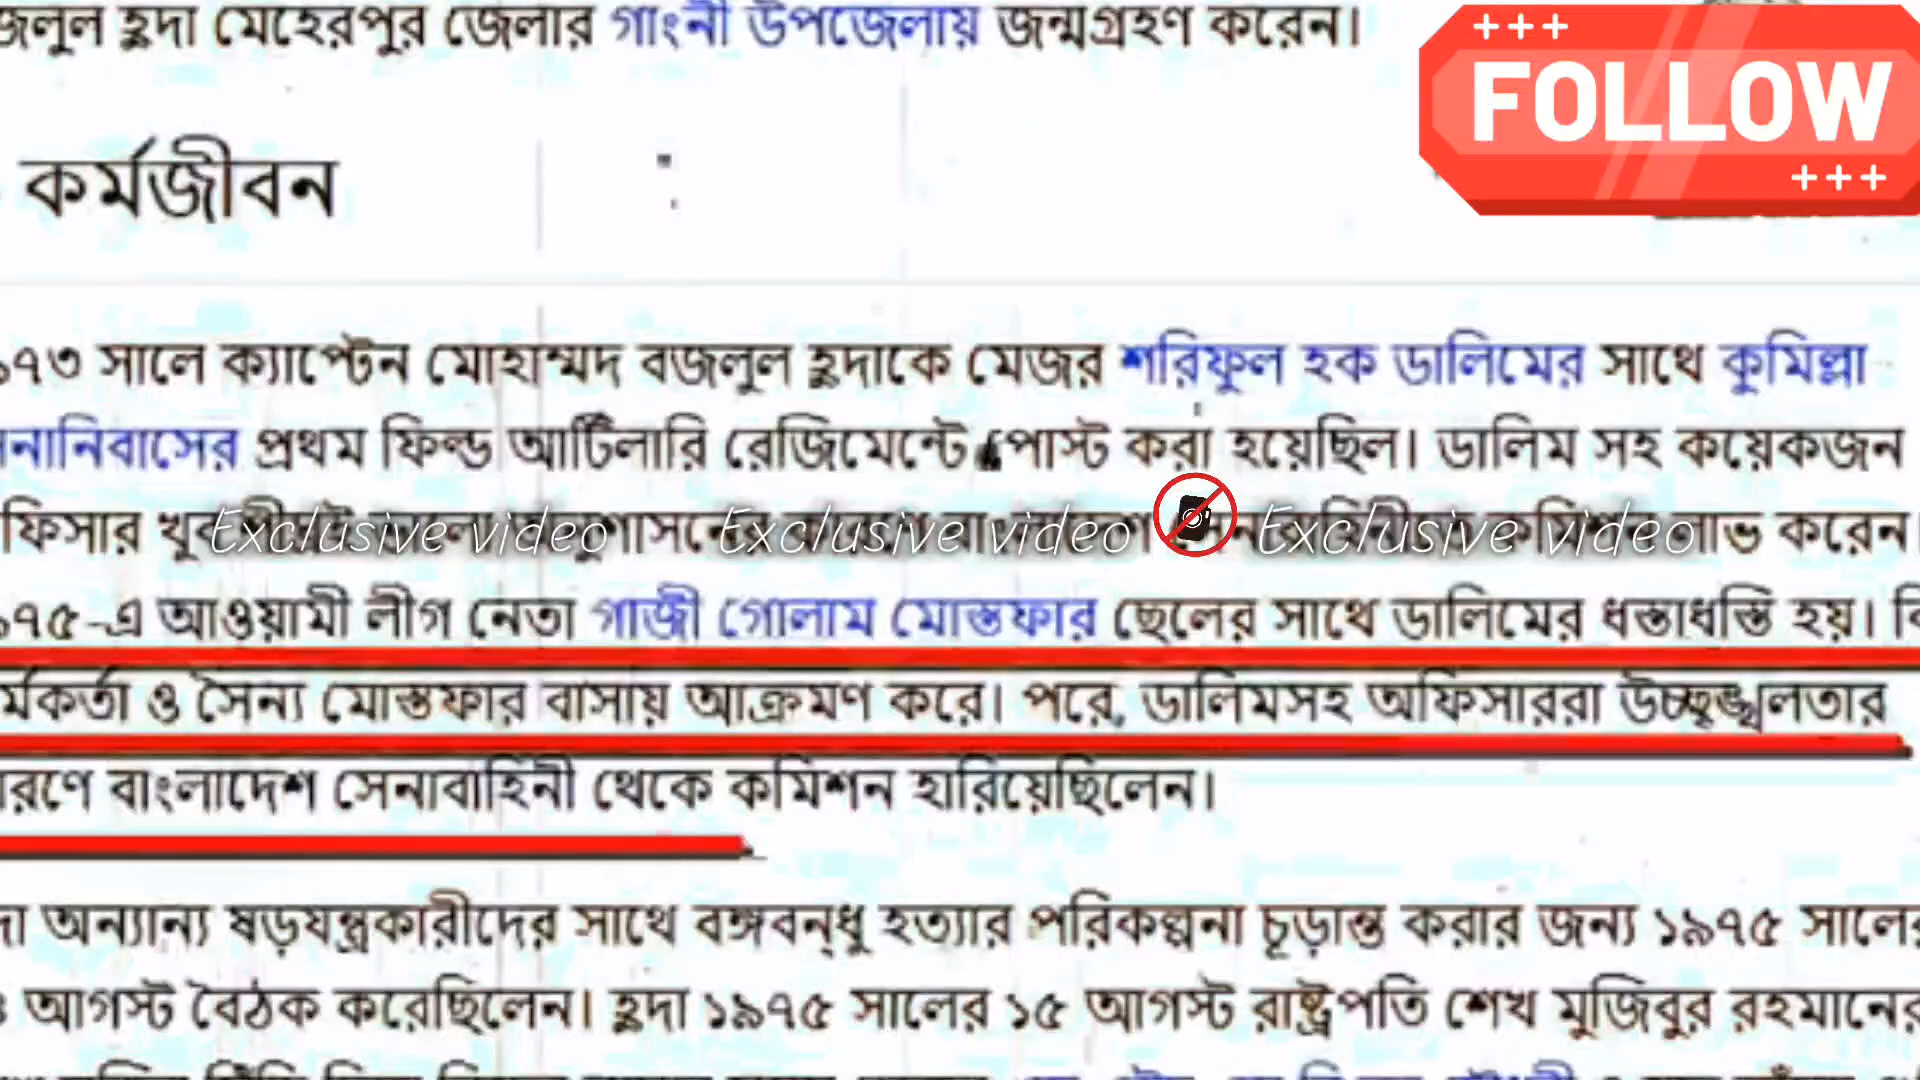 জলুল হুদা মেহেরপুর জেলার গাংনী উপজেলায় জন্মগ্রহণ করেন।
+++
FOLLOW
+++
কর্মজীবন
১৭৩ সালে ক্যাপ্টেন মোহাম্মদ বজলুল হুদাকে মেজর শরিফুল হক ডালিমের সাথে কুমিল্লা
নানিবাসের প্রথম ফিল্ড আর্টিলারি রেজিমেন্টে পোস্ট করা হয়েছিল। ডালিম সহ কয়েকজন
ফিসার লাভ করেন।
Exclusive video Exclusive video Exclusive video
৭৫-এ আওয়ামী লীগ নেতা গাজী গোলাম মোস্তফার ছেলের সাথে ডালিমের ধস্তাধস্তি হয়।
র্মকর্তা ও সৈন্য মোস্তফার বাসায় আক্রমণ করে। পরে, ডালিমসহ অফিসাররা উচ্ছৃঙ্খলতার
ারণে বাংলাদেশ সেনাবাহিনী থেকে কমিশন হারিয়েছিলেন।
দা অন্যান্য ষড়যন্ত্রকারীদের সাথে বঙ্গবন্ধু হত্যার পরিকল্পনা চূড়ান্ত করার জন্য ১৯৭৫ সালের
আগস্ট বৈঠক করেছিলেন। হুদা ১৯৭৫ সালের ১৫ আগস্ট রাষ্ট্রপতি শেখ মুজিবুর রহমানের